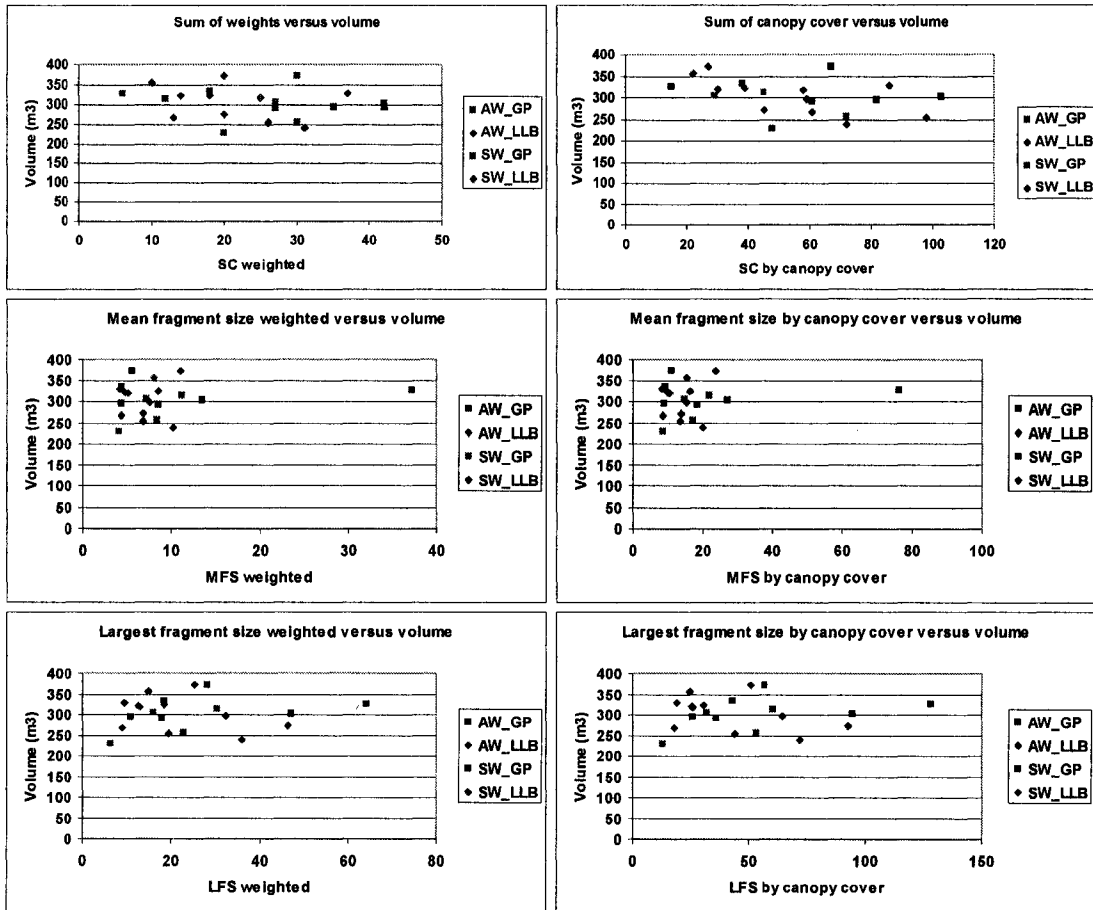 Sum of weights versus volume
Volume (m3)
400
350
300
250
200
150
100
50
0
0 10 20 30 40 50
SC weighted
AW_GP
AW_LLB
SW_GP
SW_LLB
Sum of canopy cover versus volume
Volume (m3)
400
350
300
250
200
150
100
50
0
0 20 40 60 80 100 120
SC by canopy cover
AW_GP
AW_LLB
SW_GP
SW_LLB
Mean fragment size weighted versus volume
Volume (m3)
400
350
300
250
200
150
100
50
0
0 10 20 30 40
MFS weighted
AW_GP
AW_LLB
SW_GP
SW_LLB
Mean fragment size by canopy cover versus volume
Volume (m3)
400
350
300
250
200
150
100
50
0
0 20 40 60 80 100
MFS by canopy cover
AW_GP
AW_LLB
SW_GP
SW_LLB
Largest fragment size weighted versus volume
Volume (m3)
400
350
300
250
200
150
100
50
0
0 20 40 60 80
LFS weighted
AW_GP
AW_LLB
SW_GP
SW_LLB
Largest fragment size by canopy cover versus volume
Volume (m3)
400
350
300
250
200
150
100
50
0
0 50 100 150
LFS by canopy cover
AW_GP
AW_LLB
SW_GP
SW_LLB